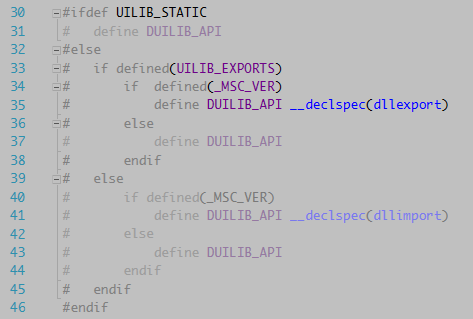 30 #ifdef UILIB_STATIC
31 #   define DUILIB_API
32 #else
33 #   if defined(UILIB_EXPORTS)
34 #       if  defined(_MSC_VER)
35 #           define DUILIB_API __declspec(dllexport)
36 #       else
37 #           define DUILIB_API
38 #       endif
39 #   else
40 #       if defined(_MSC_VER)
41 #           define DUILIB_API __declspec(dllimport)
42 #       else
43 #           define DUILIB_API
44 #       endif
45 #   endif
46 #endif